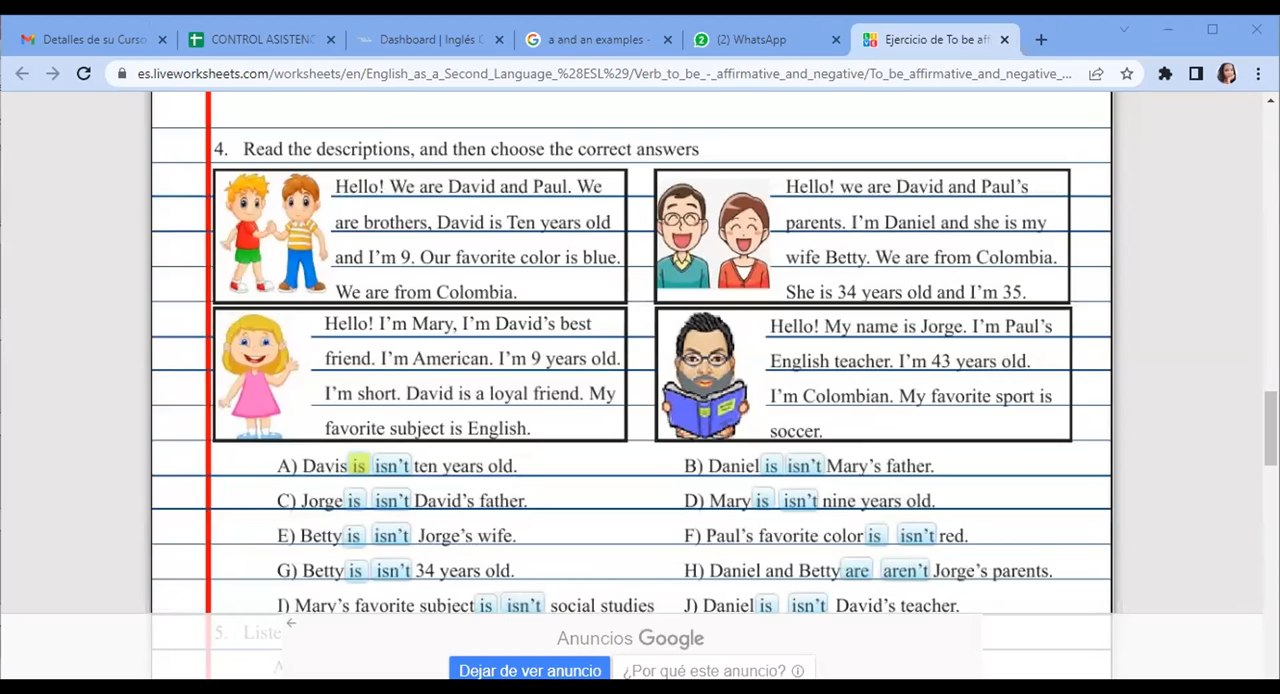 Detalles de su Curso
CONTROL ASISTENC
Dashboard | Inglés
a and an examples -
(2) WhatsApp
Ejercicio de To be aff
es.liveworksheets.com/worksheets/en/English_as_a_Second_Language_%28ESL%29/Verb_to_be_-_affirmative_and_negative/To_be_affirmative_and_negative_...
4. Read the descriptions, and then choose the correct answers
Hello! We are David and Paul. We
are brothers, David is Ten years old
and I'm 9. Our favorite color is blue.
We are from Colombia.
Hello! we are David and Paul's
parents. I'm Daniel and she is my
wife Betty. We are from Colombia.
She is 34 years old and I'm 35.
Hello! I'm Mary, I'm David's best
friend. I'm American. I'm 9 years old.
I'm short. David is a loyal friend. My
favorite subject is English.
Hello! My name is Jorge. I'm Paul's
English teacher. I'm 43 years old.
I'm Colombian. My favorite sport is
soccer.
A) Davis is isn't ten years old.
B) Daniel is isn't Mary's father.
C) Jorge is isn't David's father.
D) Mary is isn't nine years old.
E) Betty is isn't Jorge's wife.
F) Paul's favorite color is isn't red.
G) Betty is isn't 34 years old.
H) Daniel and Betty are aren't Jorge's parents.
I) Mary's favorite subject is isn't social studies
J) Daniel is isn't David's teacher.
5. Liste
Anuncios Google
Dejar de ver anuncio
¿Por qué este anuncio?